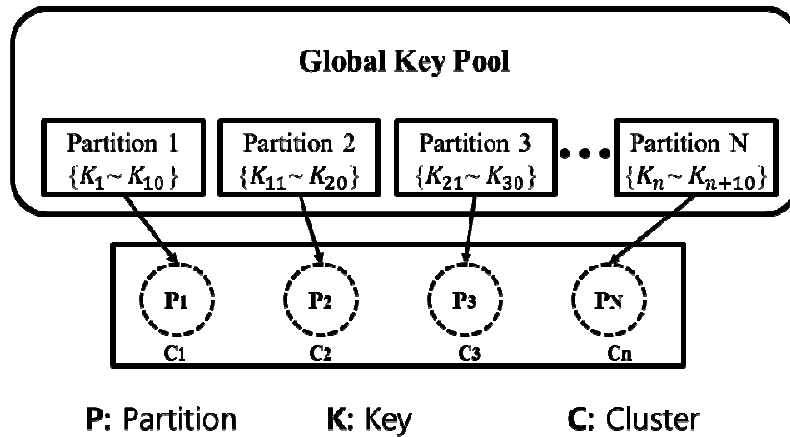 Global Key Pool
Partition 1 Partition 2 Partition 3 ••• Partition N
{K₁~ K₁₀} {K₁₁~ K₂₀} {K₂₁~ K₃₀} {Kₙ~ Kₙ₊₁₀}
P₁ P₂ P₃ P_N
C1 C2 C3 Cn
P: Partition K: Key C: Cluster